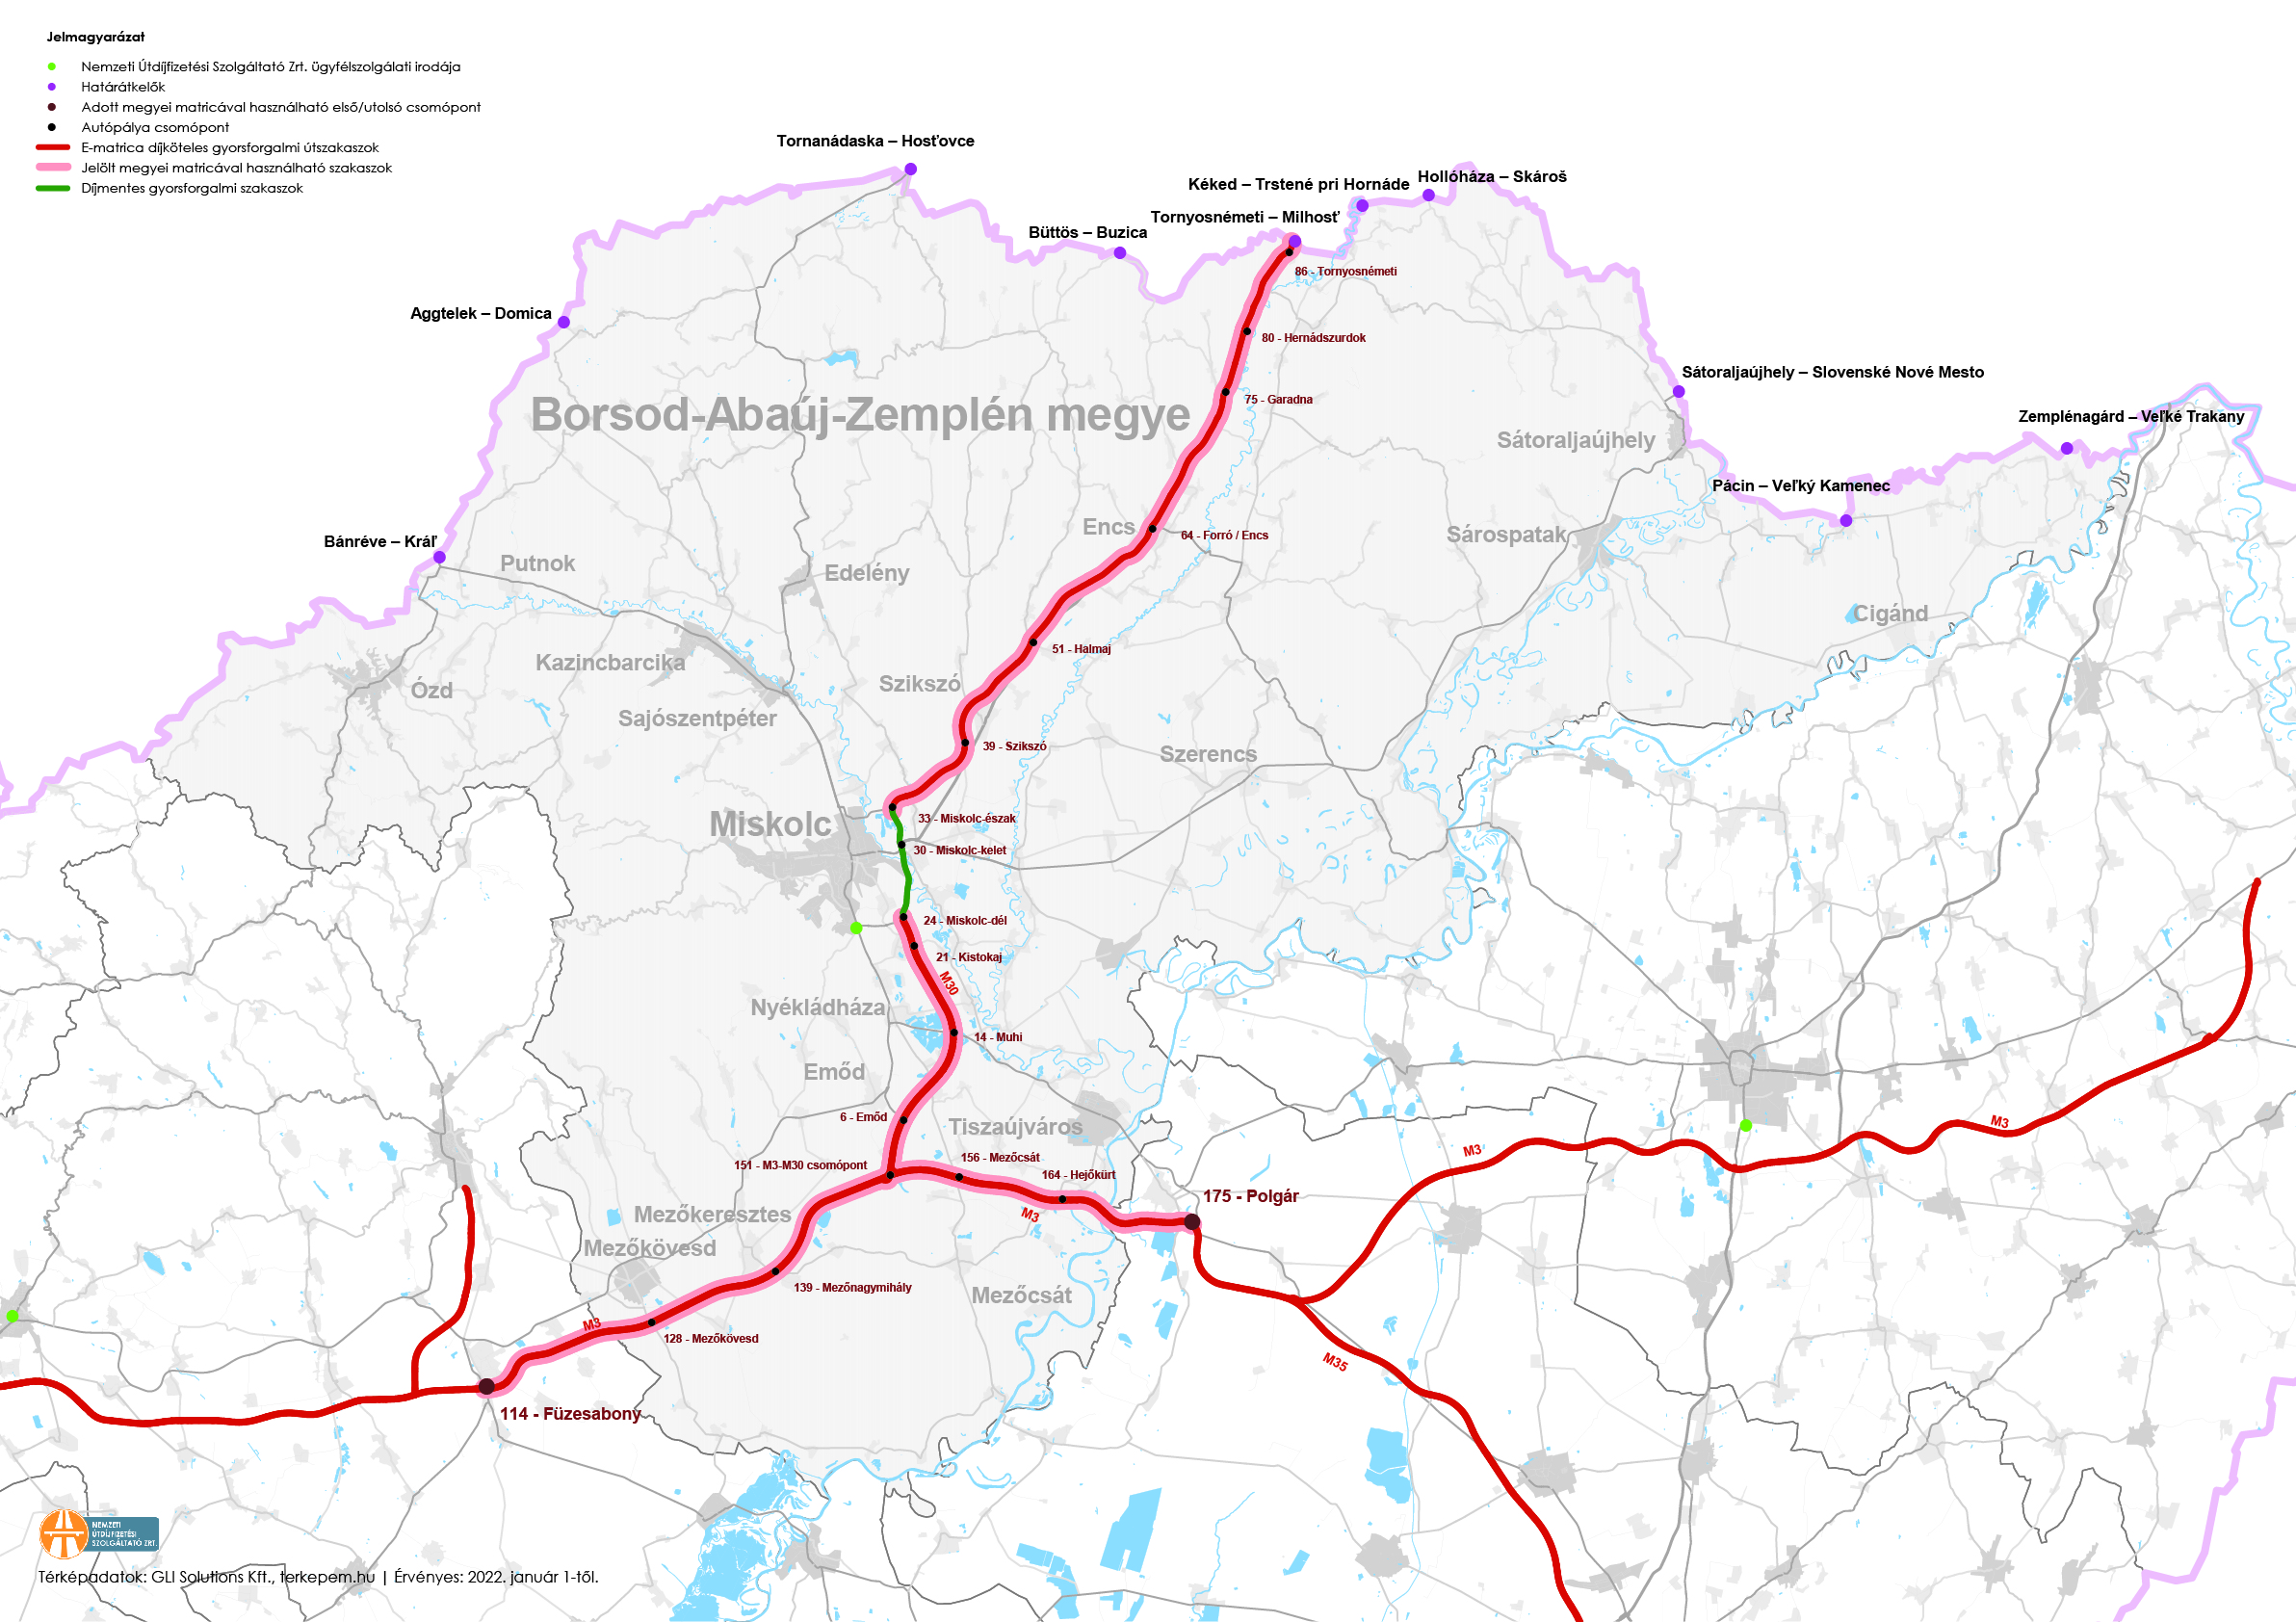 Jelmagyarázat
Nemzeti Útdíjfizetési Szolgáltató Zrt. ügyfélszolgálati irodája
Határátkelők
Adott megyei matricával használható első/utolsó csomópont
Autópálya csomópont
E-matrica díjköteles gyorsforgalmi útszakaszok
Jelölt megyei matricával használható szakaszok
Díjmentes gyorsforgalmi szakaszok
Tornanádaska – Hosťovce
Kéked – Trstené pri Hornáde
Hollóháza – Skároš
Tornyosnémeti – Milhosť
Büttös – Buzica
86 - Tornyosnémeti
Aggtelek – Domica
80 - Hernádszurdok
Sátoraljaújhely – Slovenské Nové Mesto
75 - Garadna
Borsod-Abaúj-Zemplén megye
Zemplénagárd – Veľké Trakany
Sátoraljaújhely
Pácin – Veľký Kamenec
Encs
64 - Forró / Encs
Sárospatak
Bánréve – Kráľ
Putnok
Edelény
Cigánd
51 - Halmaj
Kazincbarcika
Szikszó
Ózd
Sajószentpéter
39 - Szikszó
Szerencs
Miskolc
33 - Miskolc-észak
30 - Miskolc-kelet
24 - Miskolc-dél
21 - Kistokaj
M30
Nyékládháza
14 - Muhi
Emőd
6 - Emőd
Tiszaújváros
M3
M3
156 - Mezőcsát
151 - M3-M30 csomópont
164 - Hejőkürt
175 - Polgár
Mezőkeresztes
M3
Mezőkövesd
139 - Mezőnagymihály
Mezőcsát
M3
128 - Mezőkövesd
M35
114 - Füzesabony
NEMZETI
ÚTDÍJFIZETÉSI
SZOLGÁLTATÓ ZRT.
Térképadatok: GLI Solutions Kft., terkepem.hu | Érvényes: 2022. január 1-től.